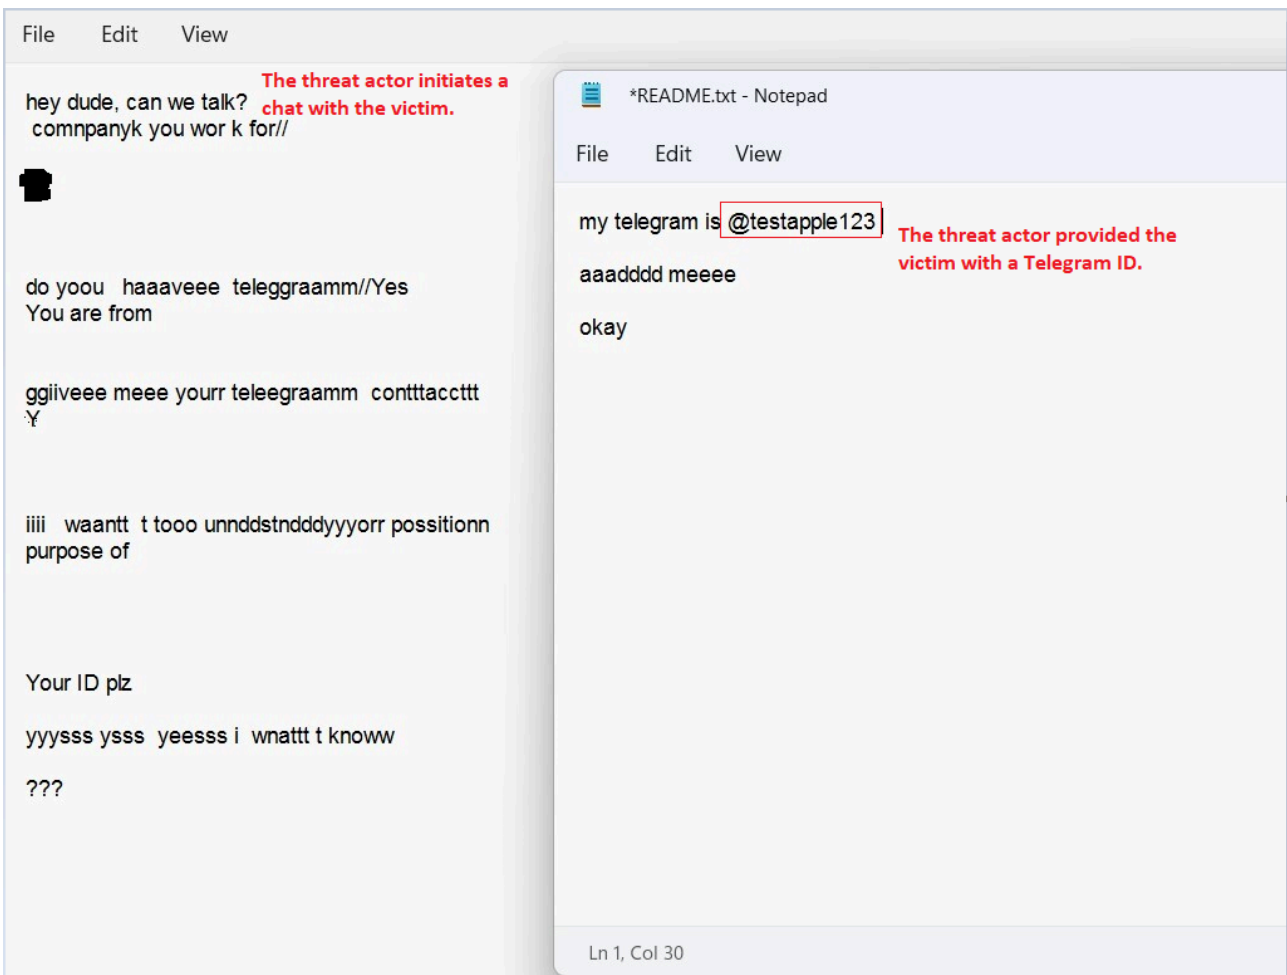 File Edit View
The threat actor initiates a
chat with the victim.
hey dude, can we talk?
comnpanyk you wor k for//
do yoou haaaveee teleggraamm//Yes
You are from
ggiiveee meee yourr teleegraamm contttaccttt
Y
iiii waantt t tooo unnddstndddyyyorr possitionn
purpose of
Your ID plz
yyysss ysss yeesss i wnattt t knoww
???
*README.txt - Notepad
File Edit View
my telegram is @testapple123
The threat actor provided the
victim with a Telegram ID.
aaadddd meeee
okay
Ln 1, Col 30